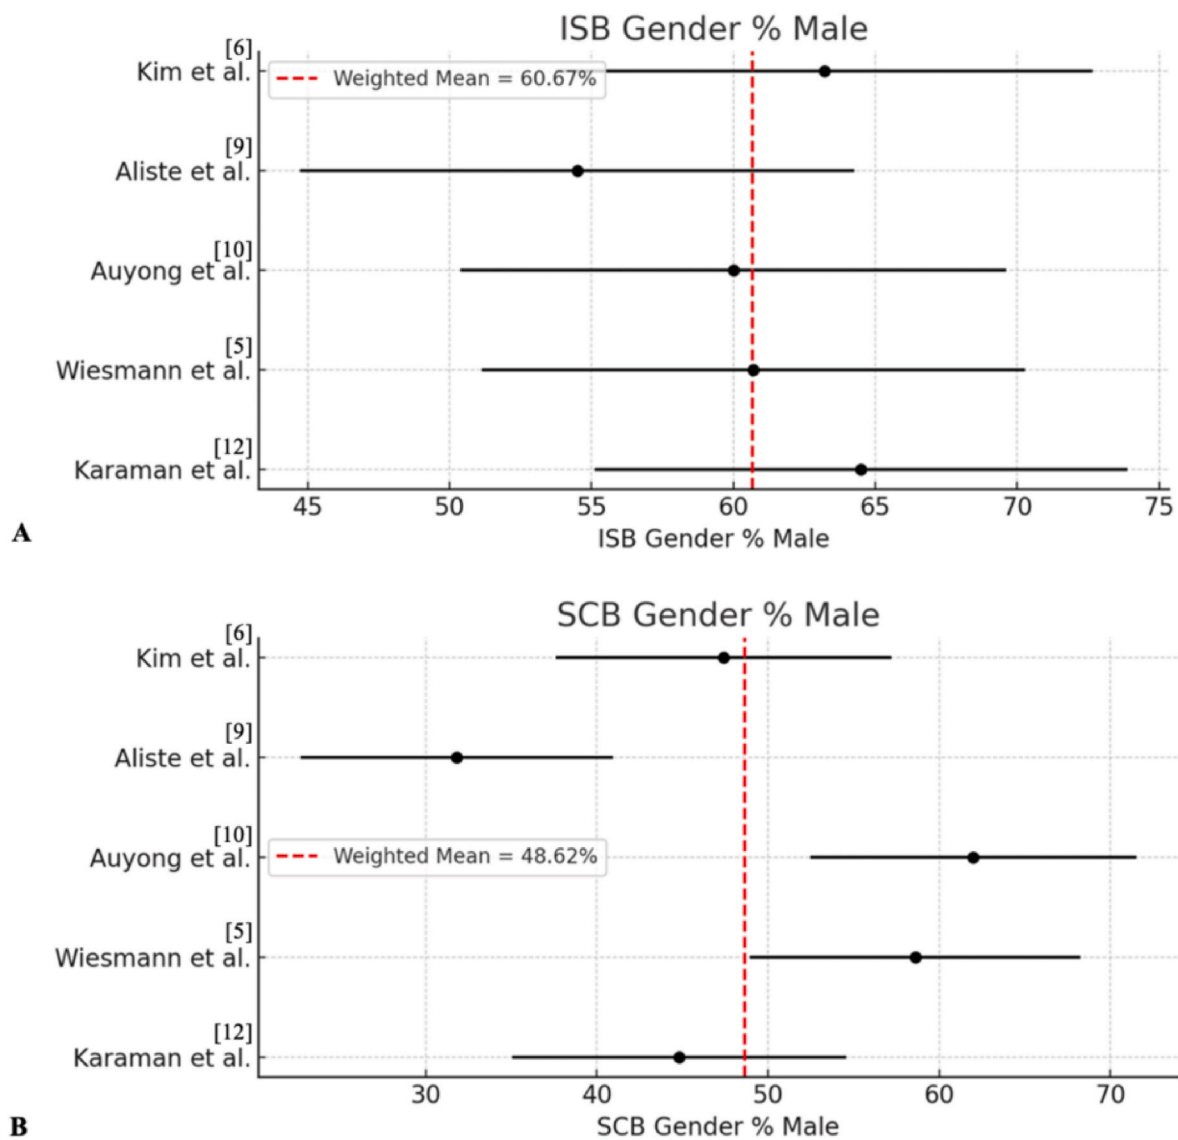 ISB Gender % Male
[6]
Kim et al.
Weighted Mean = 60.67%
[9]
Aliste et al.
[10]
Auyong et al.
[5]
Wiesmann et al.
[12]
Karaman et al.
45 50 55 60 65 70 75
ISB Gender % Male
A
SCB Gender % Male
[6]
Kim et al.
[9]
Aliste et al.
[10]
Auyong et al.
Weighted Mean = 48.62%
[5]
Wiesmann et al.
[12]
Karaman et al.
30 40 50 60 70
SCB Gender % Male
B